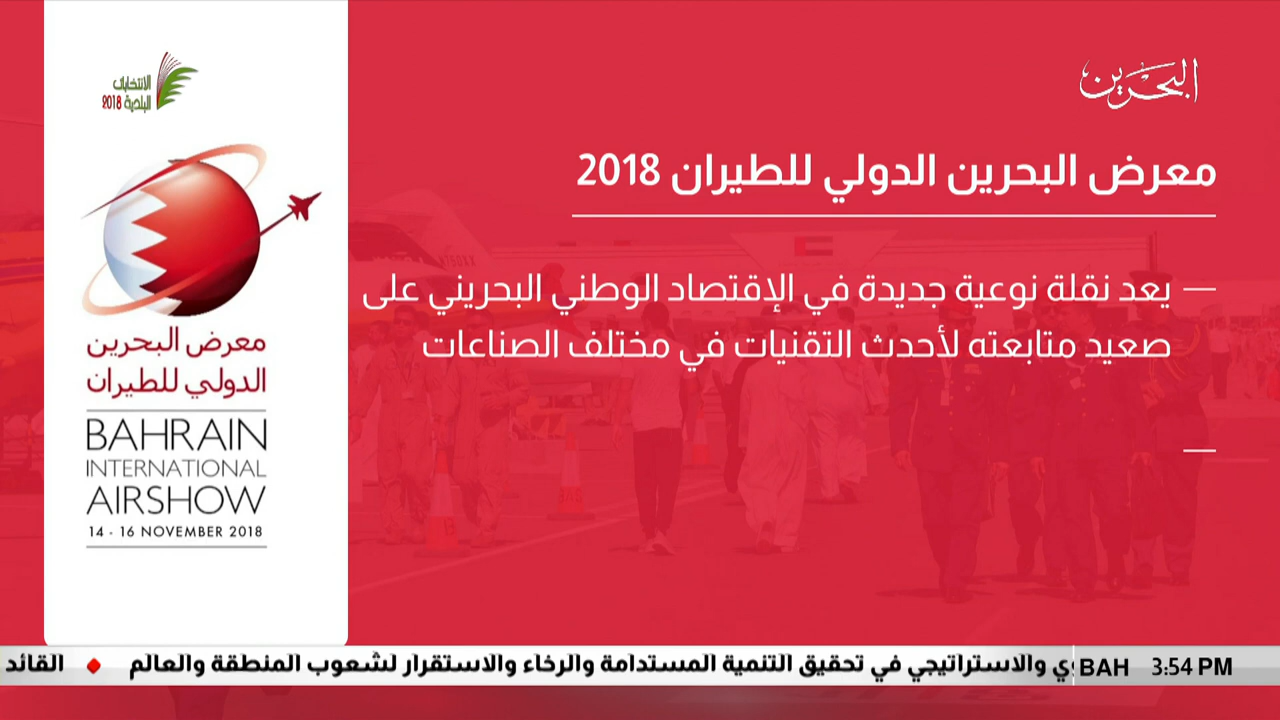 الانتخابات
البلدية 2018
البحرين
معرض البحرين الدولي للطيران 2018
— يعد نقلة نوعية جديدة في الإقتصاد الوطني البحريني على
صعيد متابعته لأحدث التقنيات في مختلف الصناعات
—
معرض البحرين
الدولي للطيران
BAHRAIN
INTERNATIONAL
AIRSHOW
14 - 16 NOVEMBER 2018
والاستراتيجي في تحقيق التنمية المستدامة والرخاء والاستقرار لشعوب المنطقة والعالم ♦ القائد
BAH 3:54 PM